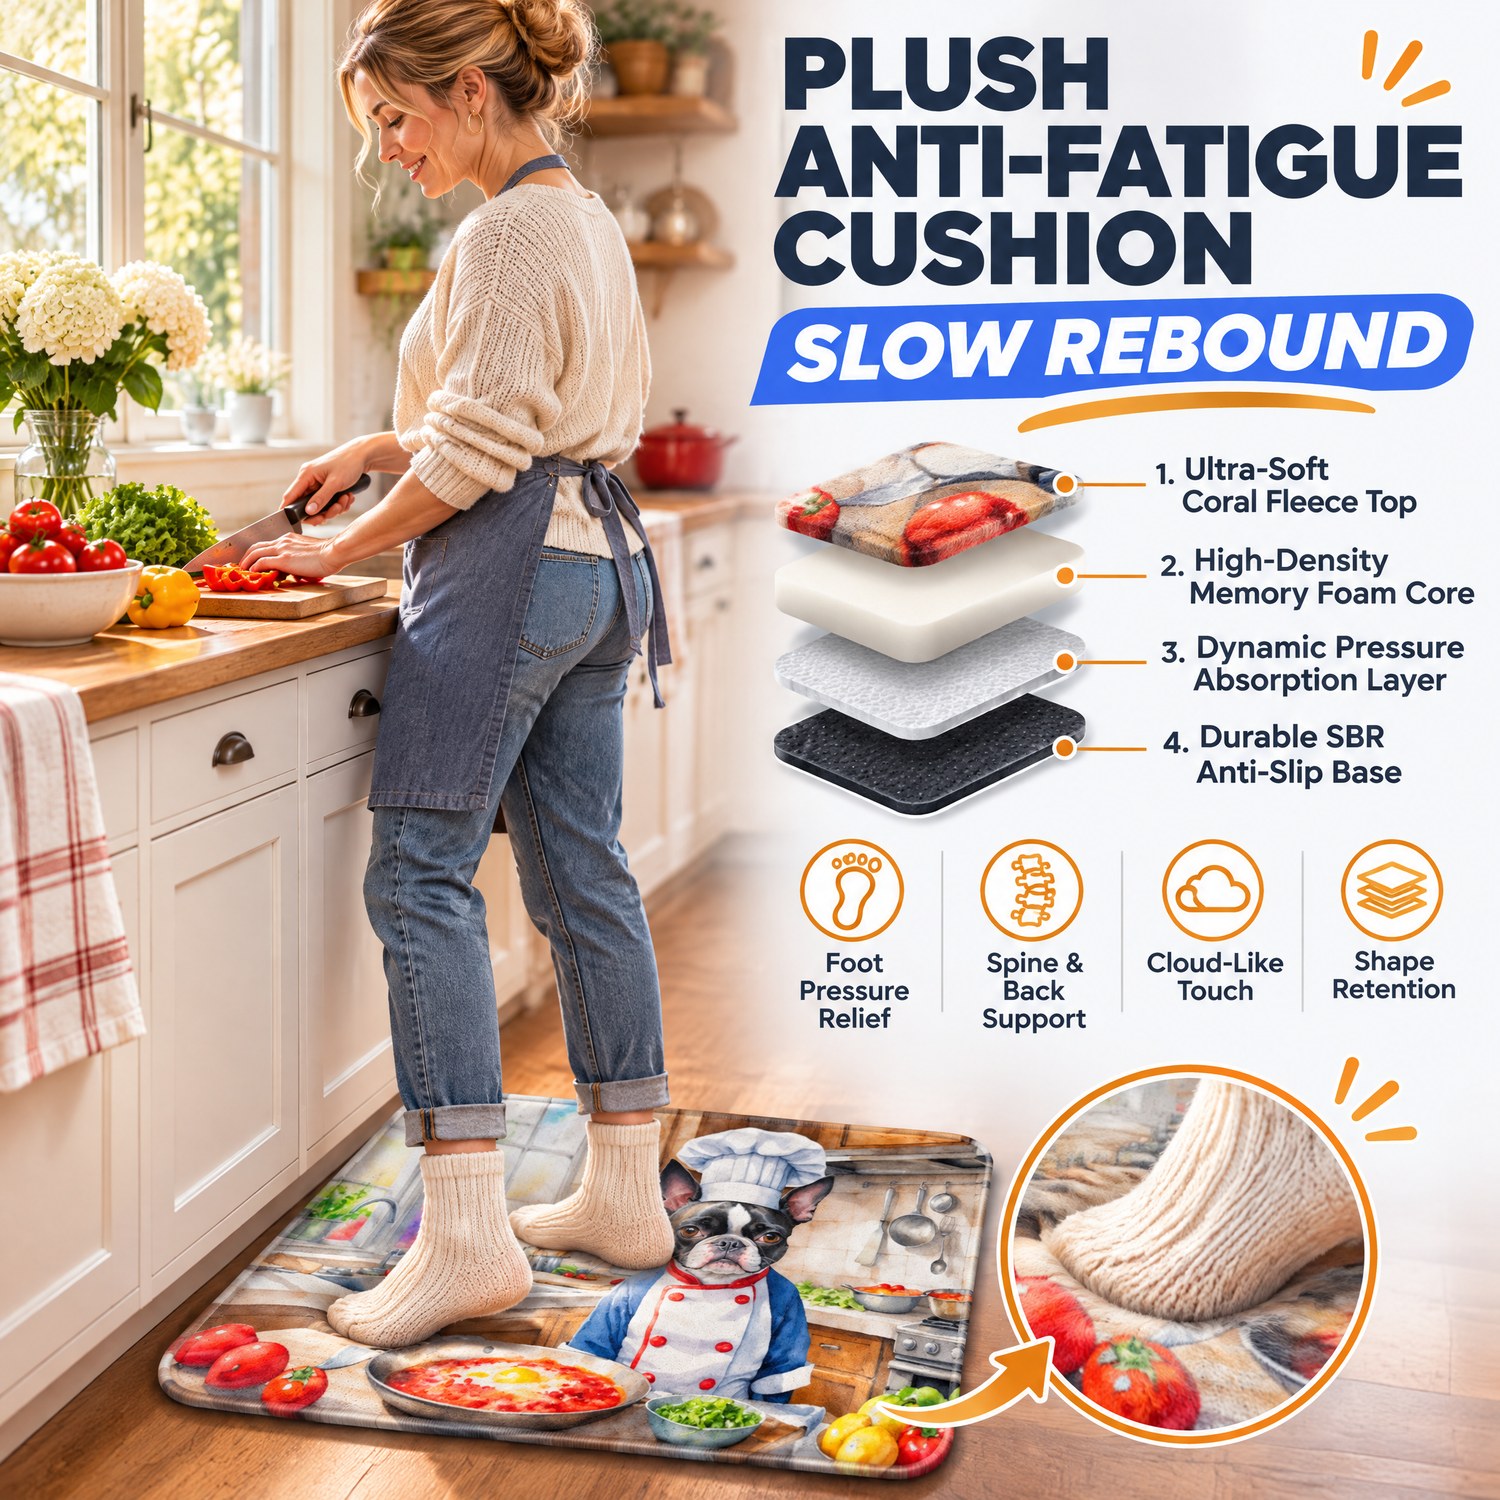 PLUSH
ANTI-FATIGUE
CUSHION
SLOW REBOUND
1. Ultra-Soft
Coral Fleece Top
2. High-Density
Memory Foam Core
3. Dynamic Pressure
Absorption Layer
4. Durable SBR
Anti-Slip Base
Foot
Pressure
Relief
Spine &
Back
Support
Cloud-Like
Touch
Shape
Retention